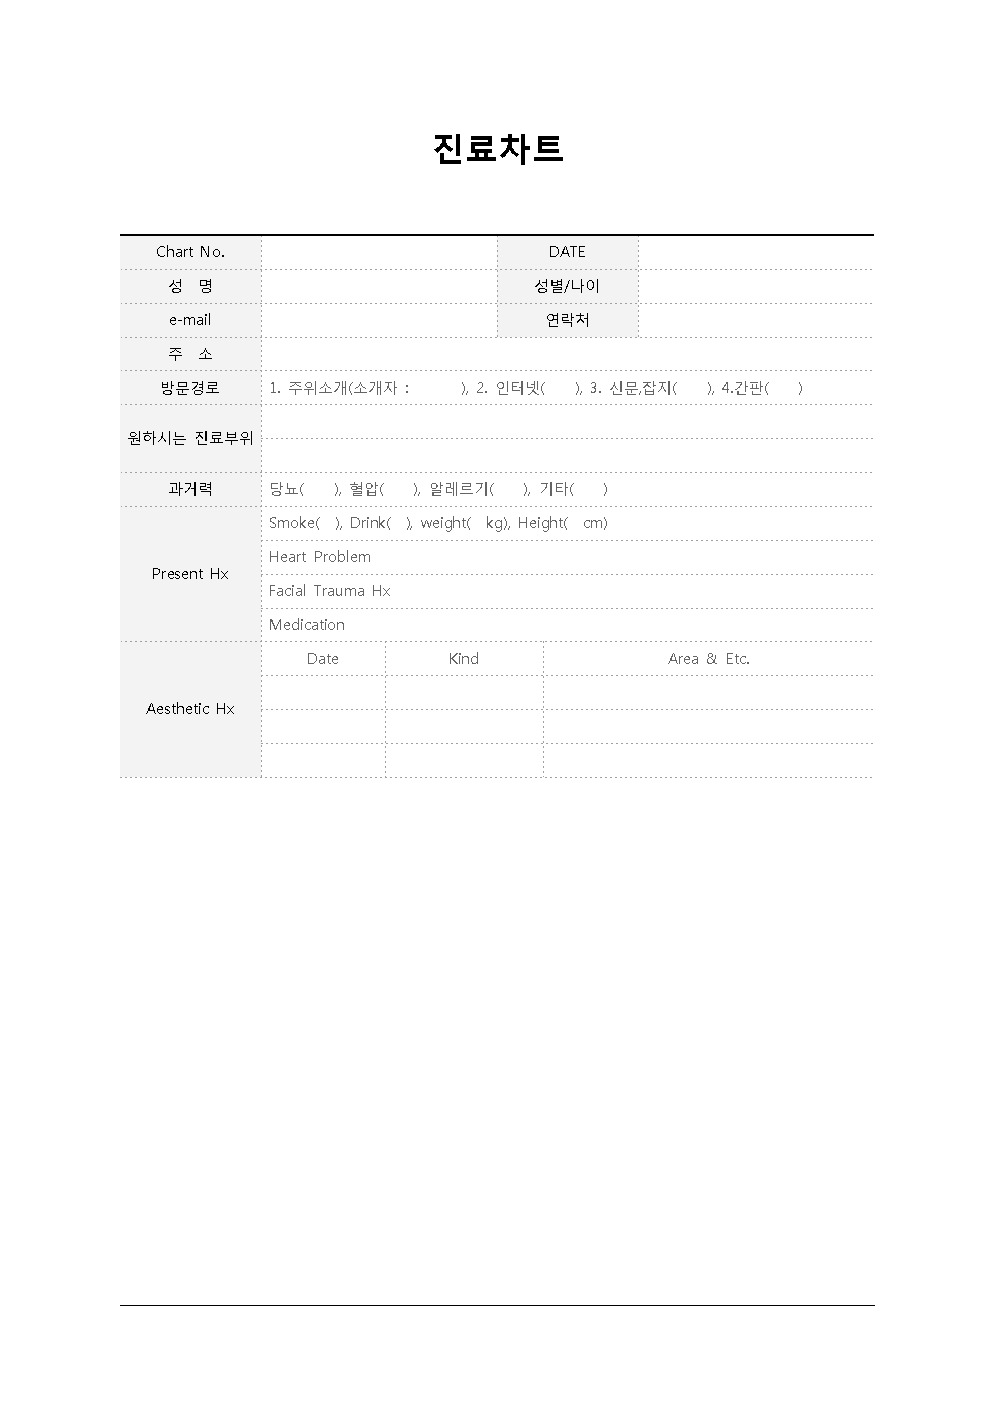 진료차트
Chart No. DATE
성 명 성별/나이
e-mail 연락처
주 소
방문경로 1. 주위소개(소개자 : ), 2. 인터넷( ), 3. 신문,잡지( ), 4.간판( )
원하시는 진료부위
과거력 당뇨( ), 혈압( ), 알레르기( ), 기타( )
Present Hx
Smoke( ), Drink( ), weight( kg), Height( cm)
Heart Problem
Facial Trauma Hx
Medication
Aesthetic Hx
Date Kind Area & Etc.